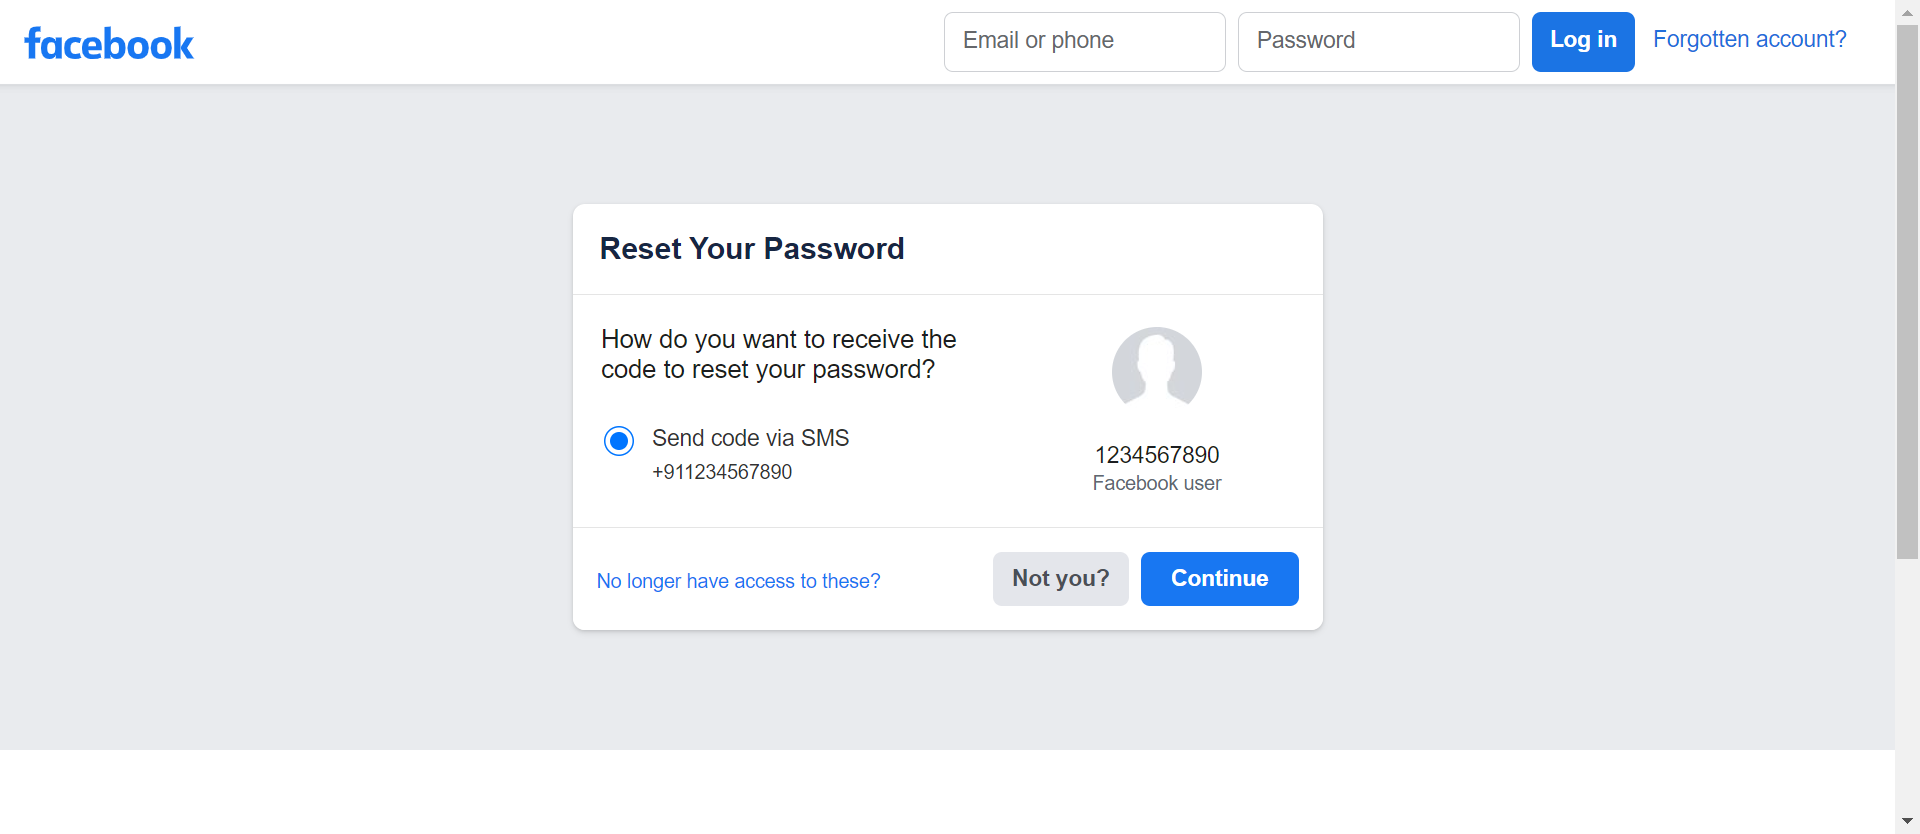 facebook
Email or phone
Password
Log in
Forgotten account?
Reset Your Password
How do you want to receive the
code to reset your password?
Send code via SMS
+911234567890
1234567890
Facebook user
No longer have access to these?
Not you?
Continue